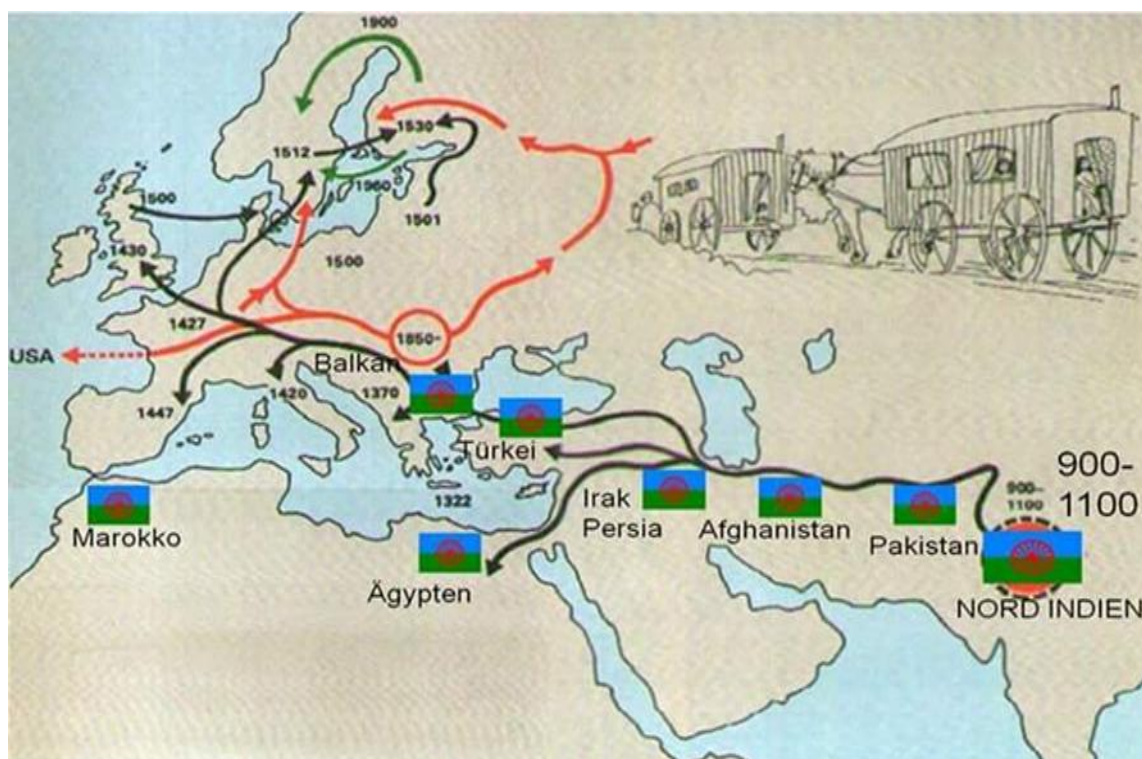 1900
1530
1512
1960
1500
1501
1430
1500
1427
1850-
USA
Balkan
1370
1420
1447
Türkei
1322
900-
1100
900-
1100
Irak
Persia
Afghanistan
Pakistan
Marokko
Ägypten
NORD INDIEN